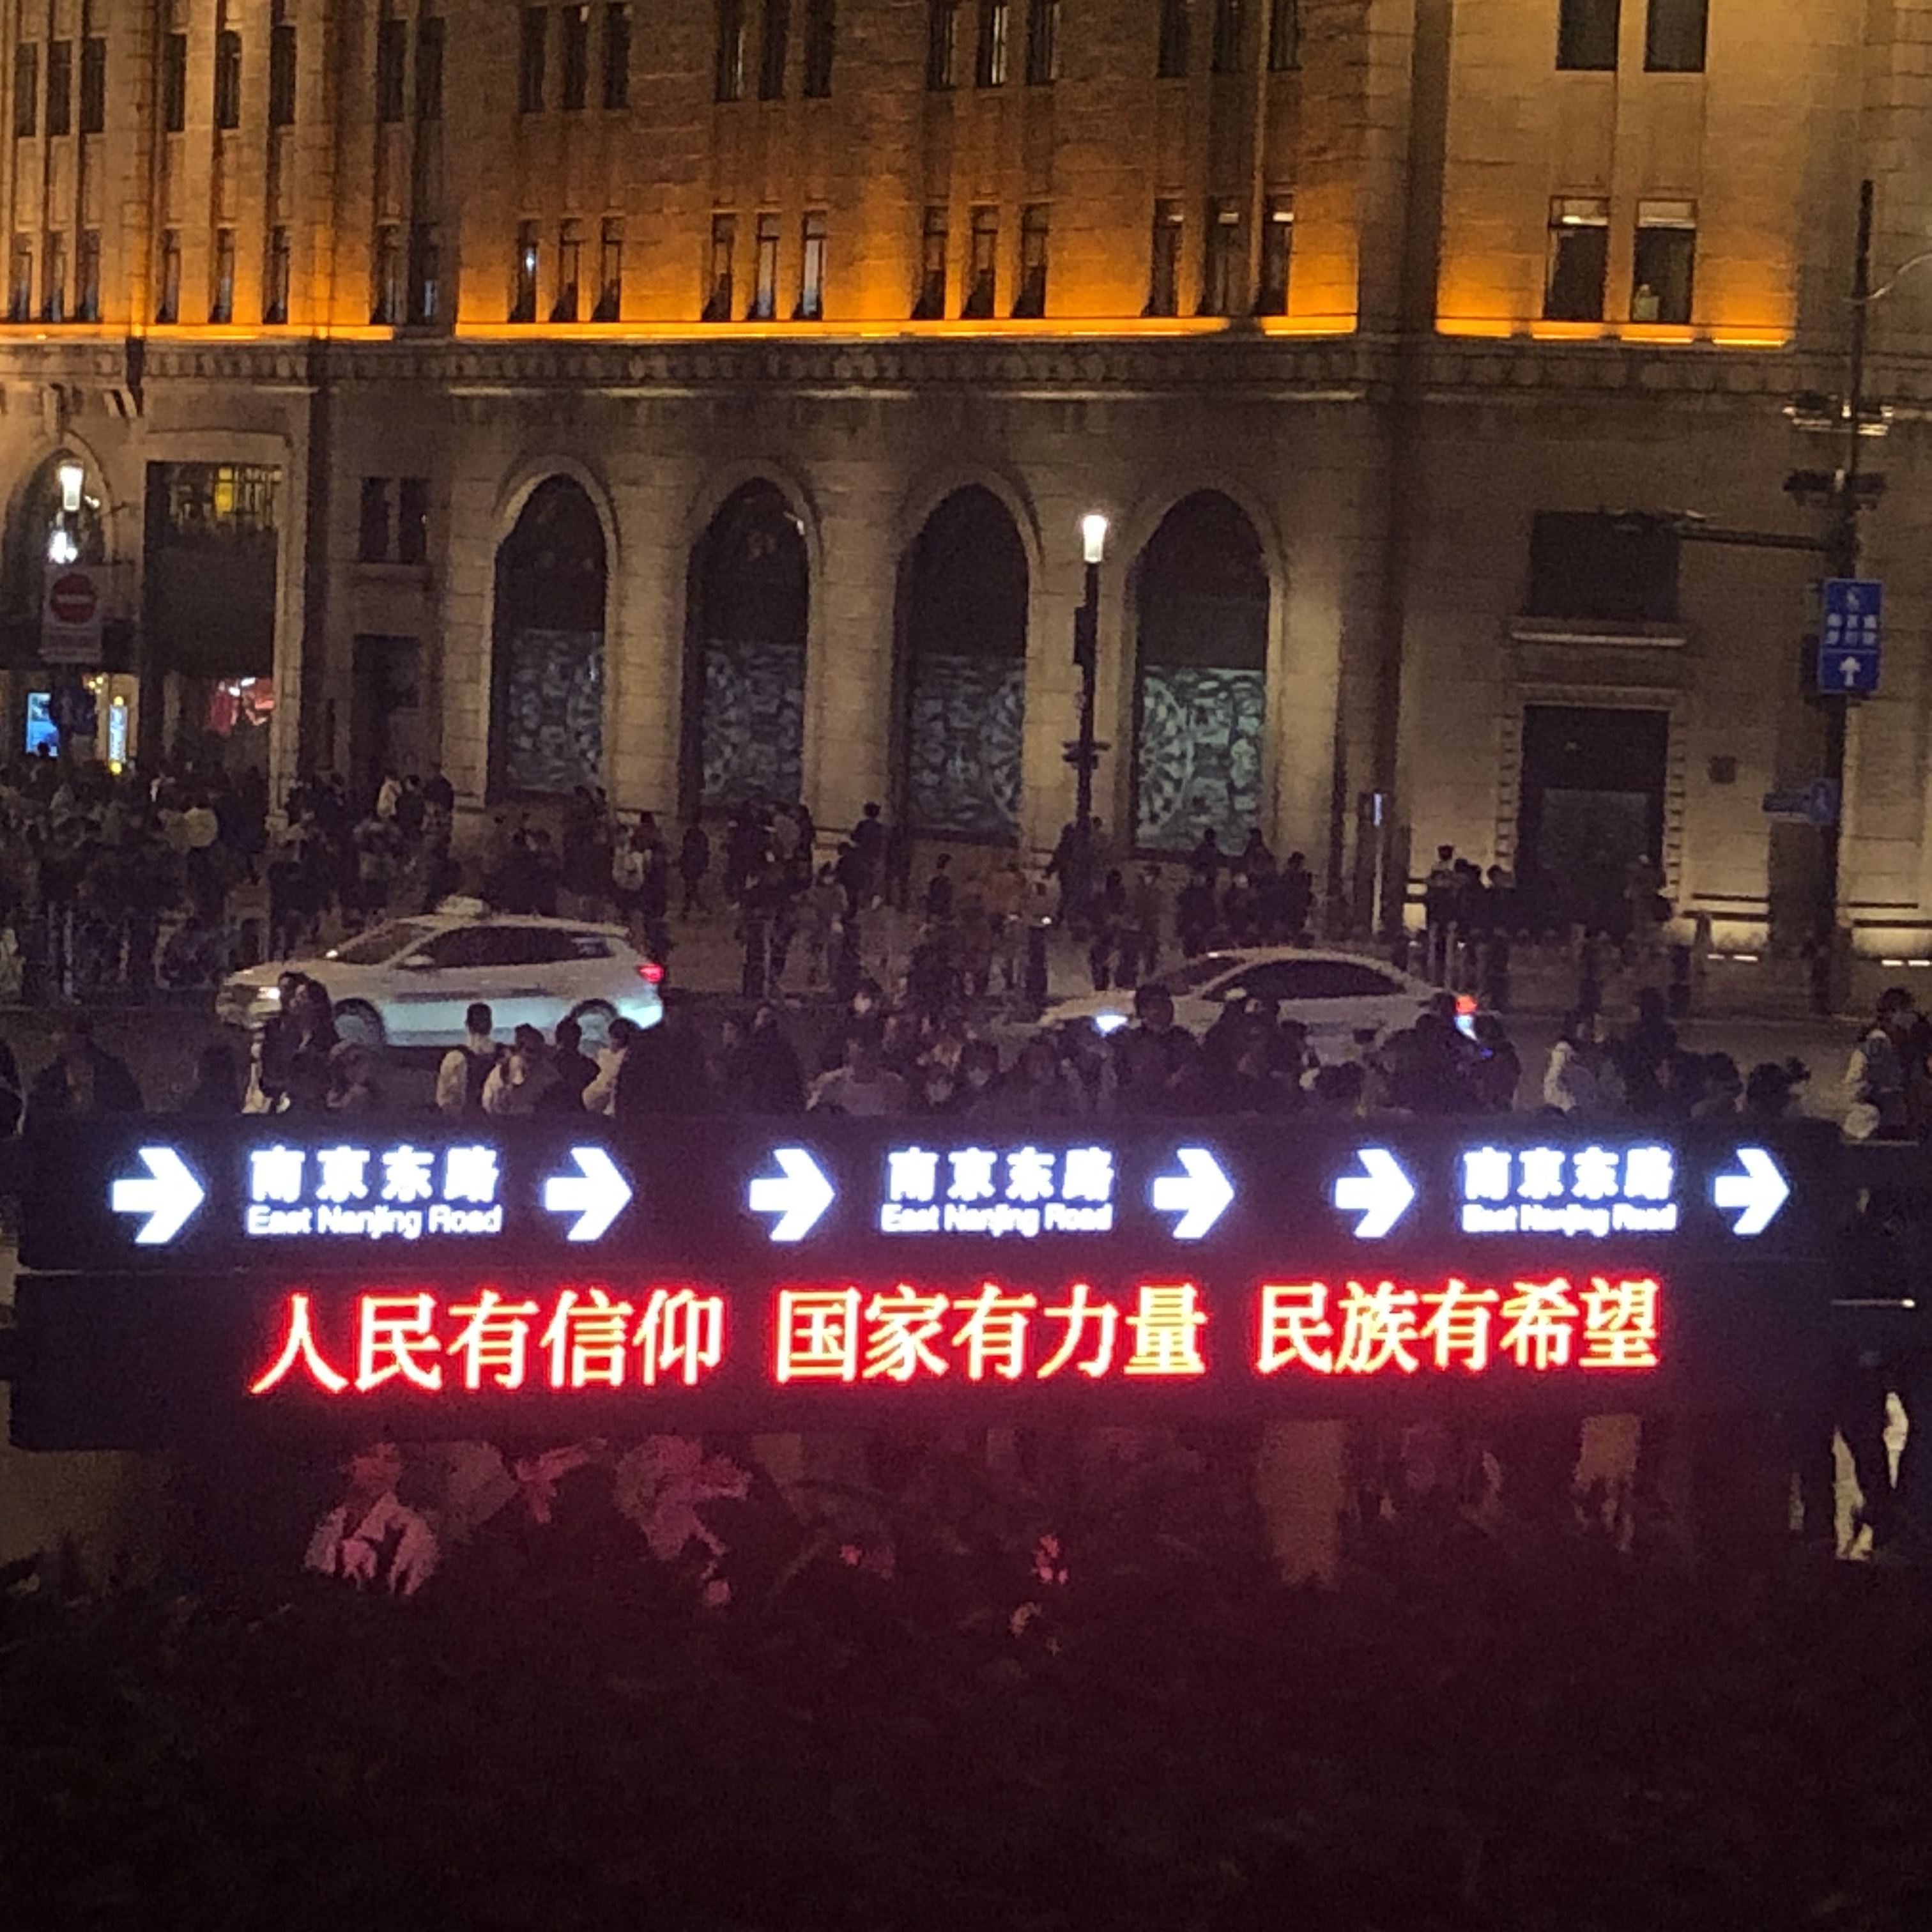 南京东路 南京东路 南京东路
East Nanjing Road East Nanjing Road East Nanjing Road
人民有信仰 国家有力量 民族有希望